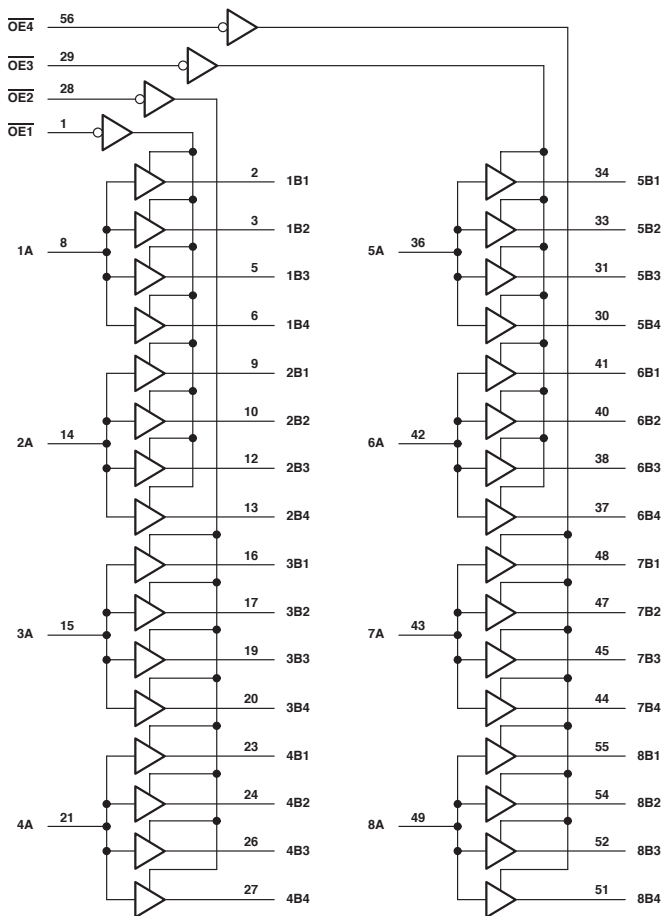 OE4 56
OE3 29
OE2 28
OE1 1
2 1B1
3 1B2
1A 8
5 1B3
6 1B4
9 2B1
10 2B2
2A 14
12 2B3
13 2B4
16 3B1
17 3B2
3A 15
19 3B3
20 3B4
23 4B1
24 4B2
4A 21
26 4B3
27 4B4
34 5B1
33 5B2
5A 36
31 5B3
30 5B4
41 6B1
40 6B2
6A 42
38 6B3
37 6B4
48 7B1
47 7B2
7A 43
45 7B3
44 7B4
55 8B1
54 8B2
8A 49
52 8B3
51 8B4